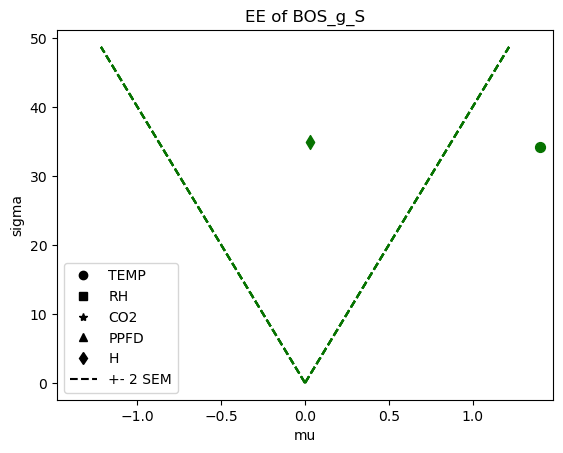 EE of BOS_g_S
sigma
50
40
30
20
10
0
TEMP
RH
CO2
PPFD
H
+- 2 SEM
−1.0 −0.5 0.0 0.5 1.0
mu